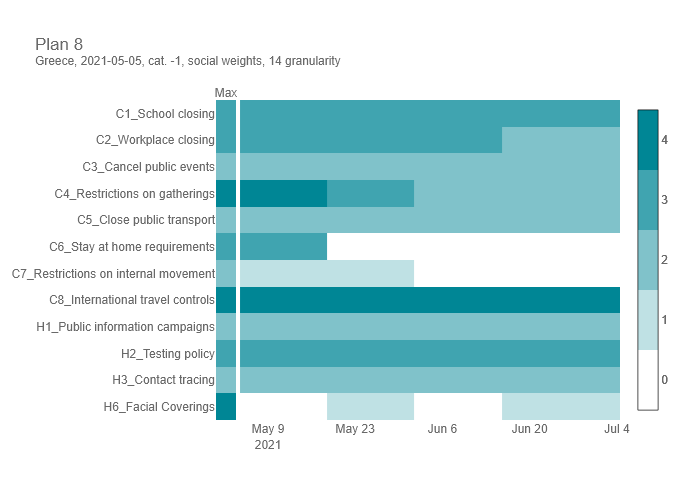 Plan 8
Greece, 2021-05-05, cat. -1, social weights, 14 granularity
Max
C1_School closing
C2_Workplace closing
C3_Cancel public events
C4_Restrictions on gatherings
C5_Close public transport
C6_Stay at home requirements
C7_Restrictions on internal movement
C8_International travel controls
H1_Public information campaigns
H2_Testing policy
H3_Contact tracing
H6_Facial Coverings
4
3
2
1
0
May 9 May 23 Jun 6 Jun 20 Jul 4
2021